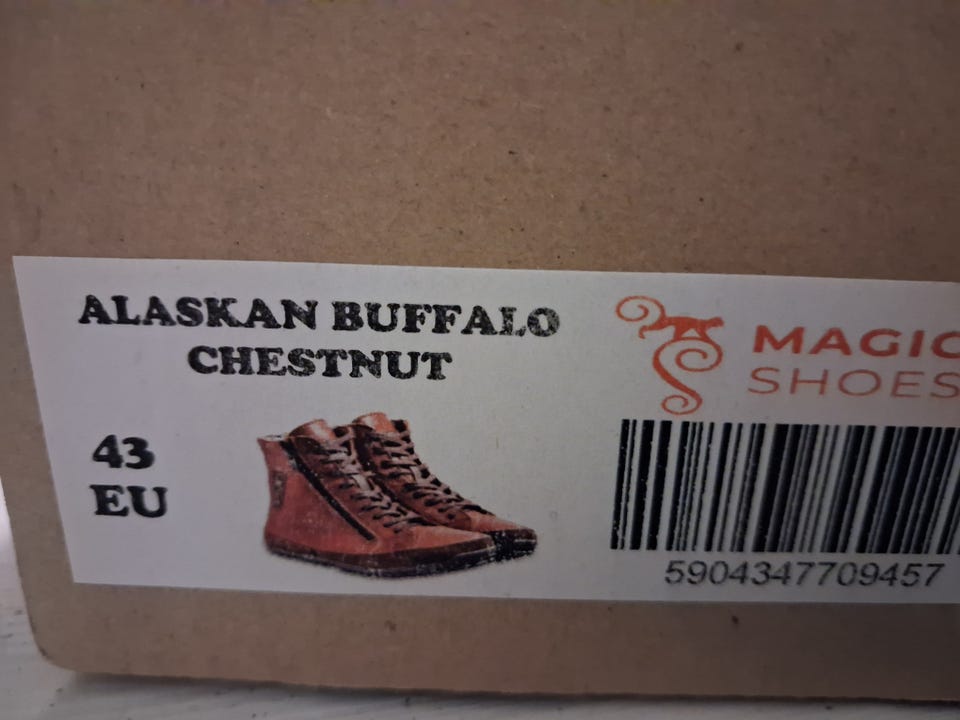 ALASKAN BUFFALO
CHESTNUT
43
EU
MAGIC
SHOES
5904347709457